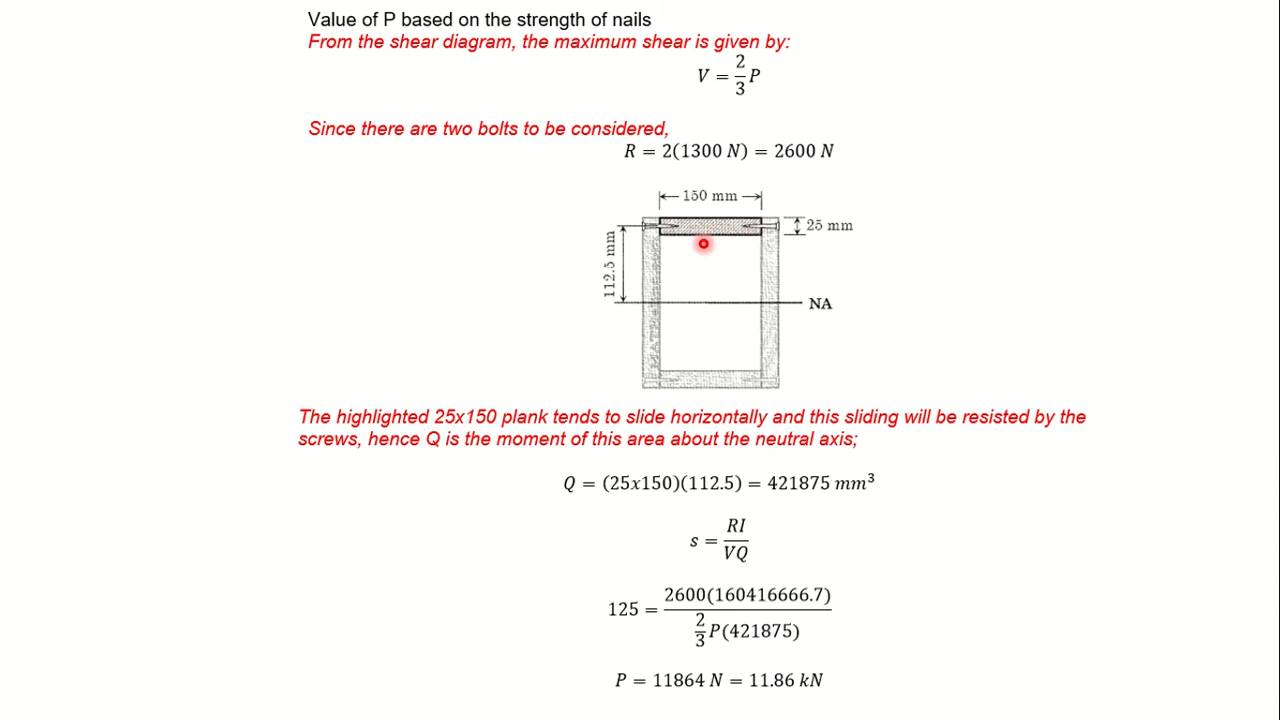 Value of P based on the strength of nails
From the shear diagram, the maximum shear is given by:
V = 2/3 P
Since there are two bolts to be considered,
R = 2(1300 N) = 2600 N
150 mm
25 mm
112.5 mm
NA
The highlighted 25x150 plank tends to slide horizontally and this sliding will be resisted by the
screws, hence Q is the moment of this area about the neutral axis;
Q = (25x150)(112.5) = 421875 mm³
s = RI / VQ
125 = 2600(160416666.7) / 2/3 P(421875)
P = 11864 N = 11.86 kN